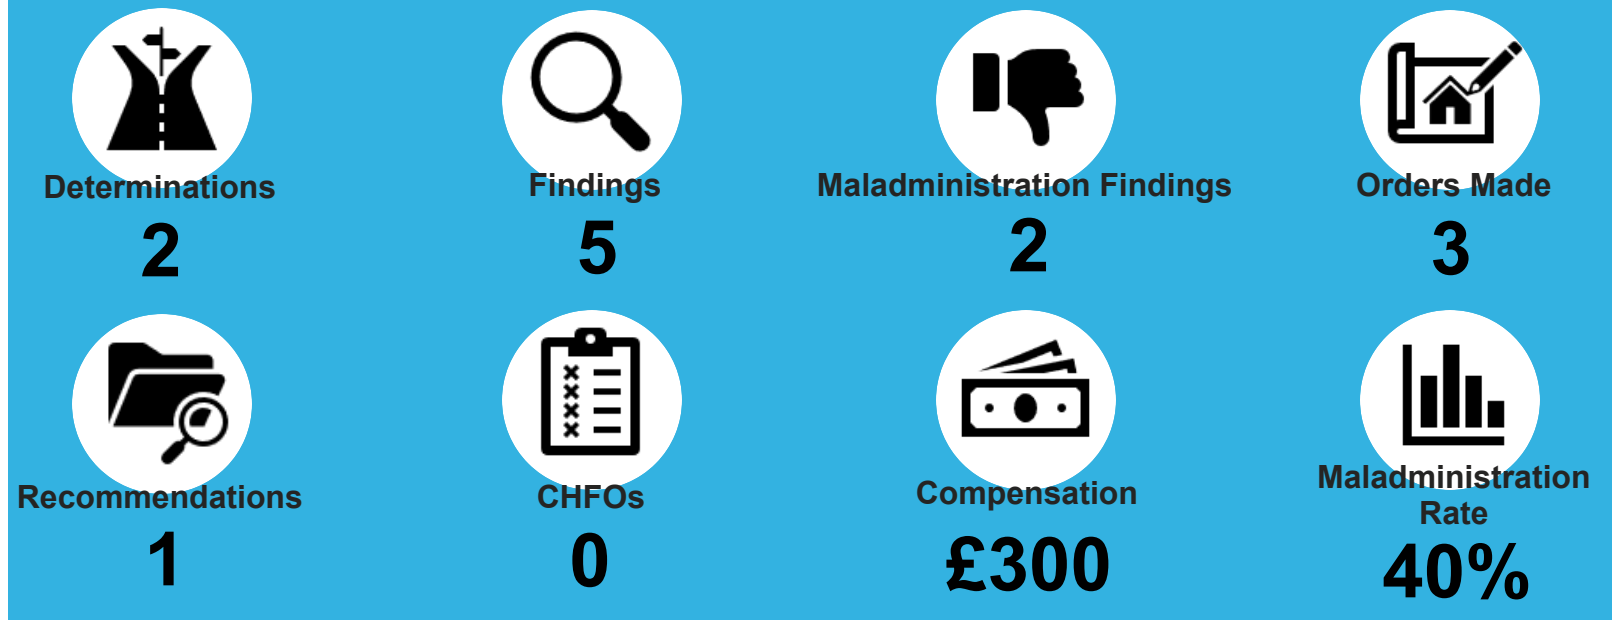 Determinations
2
Findings
5
Maladministration Findings
2
Orders Made
3
Recommendations
1
CHFOs
0
Compensation
£300
Maladministration
Rate
40%